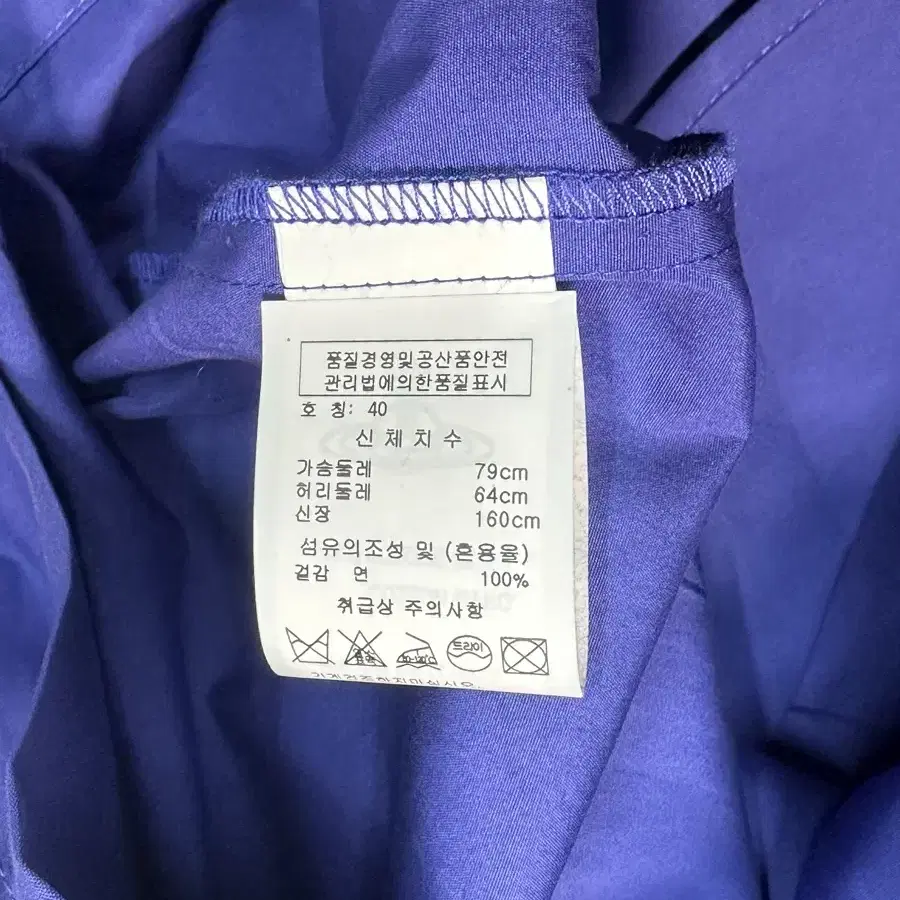 품질경영및공산품안전
관리법에의한품질표시
호 칭: 40
신체치수
가슴둘레 79cm
허리둘레 64cm
신장 160cm
섬유의조성 및 (혼용율)
겉감 면 100%
취급상 주의사항
드라이